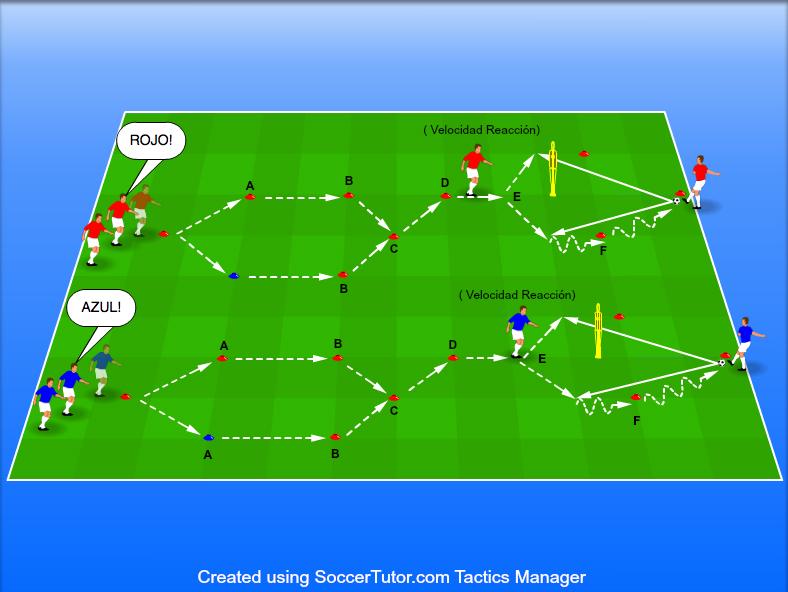 ( Velocidad Reacción)
ROJO!
A
B
D
E
C
F
B
( Velocidad Reacción)
AZUL!
A
B
D
E
C
F
A
B
Created using SoccerTutor.com Tactics Manager